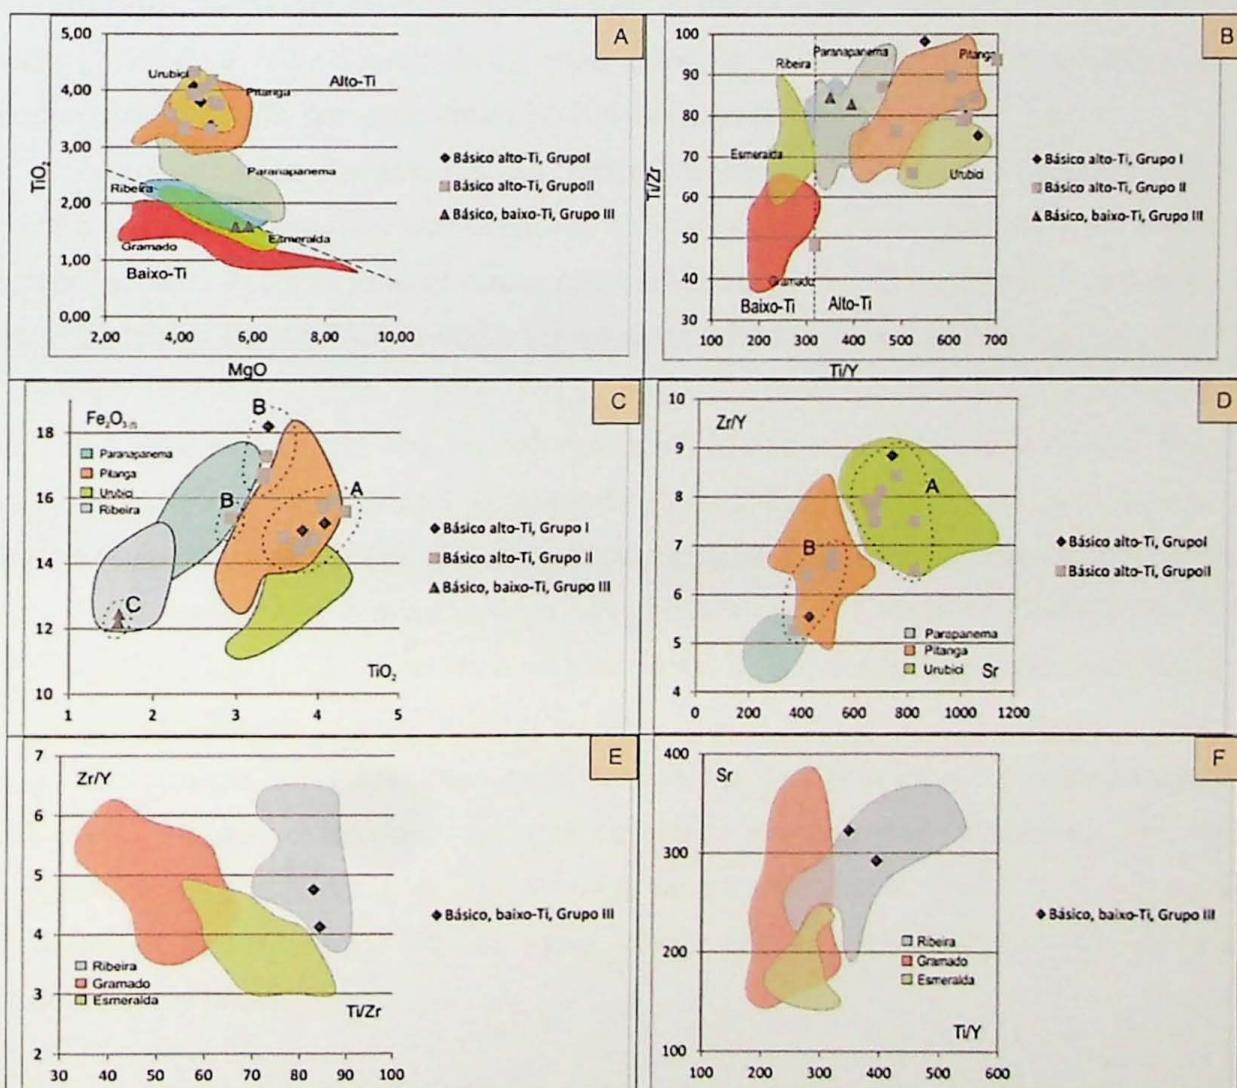 A
5,00
4,00
3,00
2,00
1,00
0,00
TiO2
2,00 4,00 6,00 8,00 10,00
MgO
Urubici
Alto-Ti
Pitanga
Paranapanema
Ribeira
Esmeralda
Gramado
Baixo-Ti
Básico alto-Ti, GrupoI
Básico alto-Ti, GrupoII
Básico, baixo-Ti, Grupo III
B
100
90
80
70
60
50
40
30
Ti/Zr
100 200 300 400 500 600 700
Ti/Y
Paranapanema
Ribeira
Pitanga
Esmeralda
Urubici
Gramado
Baixo-Ti Alto-Ti
Básico alto-Ti, Grupo I
Básico alto-Ti, Grupo II
Básico, baixo-Ti, Grupo III
C
18
16
14
12
10
Fe2O3(t)
Paranapanema
Pitanga
Urubici
Ribeira
B
B
A
C
TiO2
1 2 3 4 5
Básico alto-Ti, Grupo I
Básico alto-Ti, Grupo II
Básico, baixo-Ti, Grupo III
D
10
9
8
7
6
5
4
Zr/Y
A
B
Parapanema
Pitanga
Urubici
Sr
0 200 400 600 800 1000 1200
Básico alto-Ti, GrupoI
Básico alto-Ti, GrupoII
E
7
6
5
4
3
2
Zr/Y
Ribeira
Gramado
Esmeralda
Ti/Zr
30 40 50 60 70 80 90 100
Básico, baixo-Ti, Grupo III
F
400
300
200
100
Sr
Ribeira
Gramado
Esmeralda
Ti/Y
100 200 300 400 500 600
Básico, baixo-Ti, Grupo III